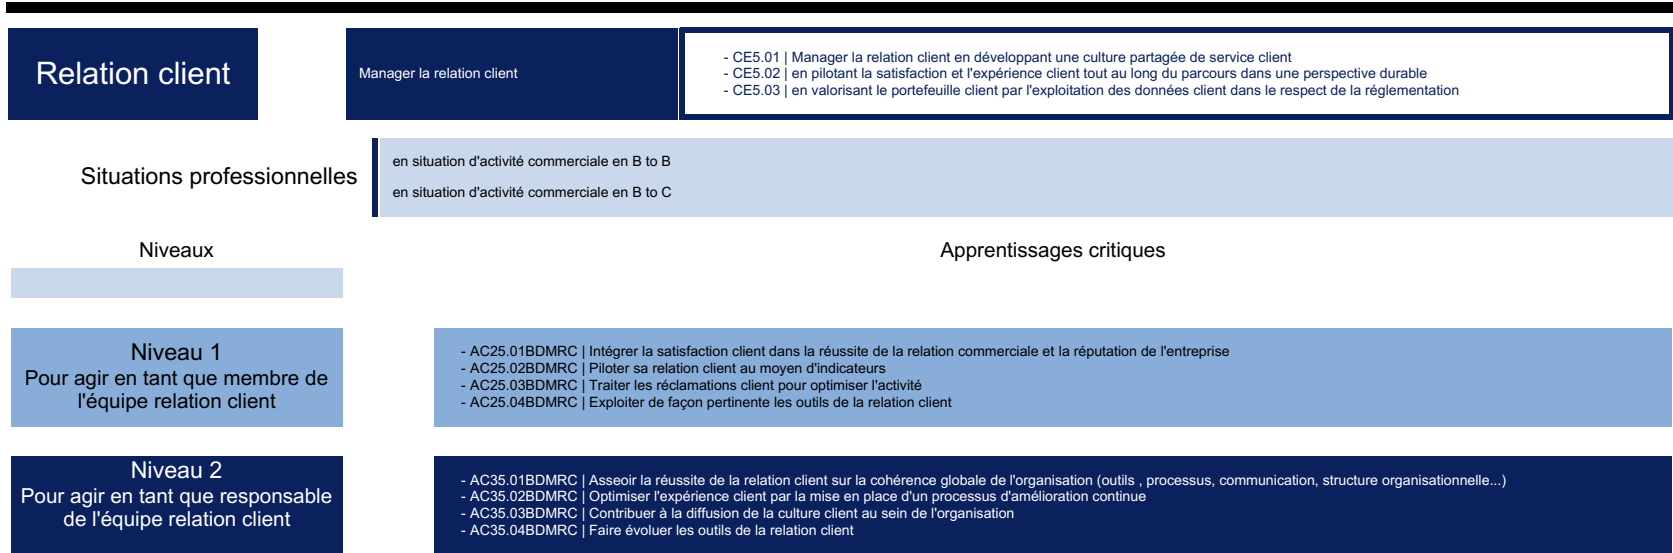 Relation client
Manager la relation client
- CE5.01 | Manager la relation client en développant une culture partagée de service client
- CE5.02 | en pilotant la satisfaction et l'expérience client tout au long du parcours dans une perspective durable
- CE5.03 | en valorisant le portefeuille client par l'exploitation des données client dans le respect de la réglementation
Situations professionnelles
en situation d'activité commerciale en B to B
en situation d'activité commerciale en B to C
Niveaux
Apprentissages critiques
Niveau 1
Pour agir en tant que membre de
l'équipe relation client
- AC25.01BDMRC | Intégrer la satisfaction client dans la réussite de la relation commerciale et la réputation de l'entreprise
- AC25.02BDMRC | Piloter sa relation client au moyen d'indicateurs
- AC25.03BDMRC | Traiter les réclamations client pour optimiser l'activité
- AC25.04BDMRC | Exploiter de façon pertinente les outils de la relation client
Niveau 2
Pour agir en tant que responsable
de l'équipe relation client
- AC35.01BDMRC | Asseoir la réussite de la relation client sur la cohérence globale de l'organisation (outils , processus, communication, structure organisationnelle...)
- AC35.02BDMRC | Optimiser l'expérience client par la mise en place d'un processus d'amélioration continue
- AC35.03BDMRC | Contribuer à la diffusion de la culture client au sein de l'organisation
- AC35.04BDMRC | Faire évoluer les outils de la relation client